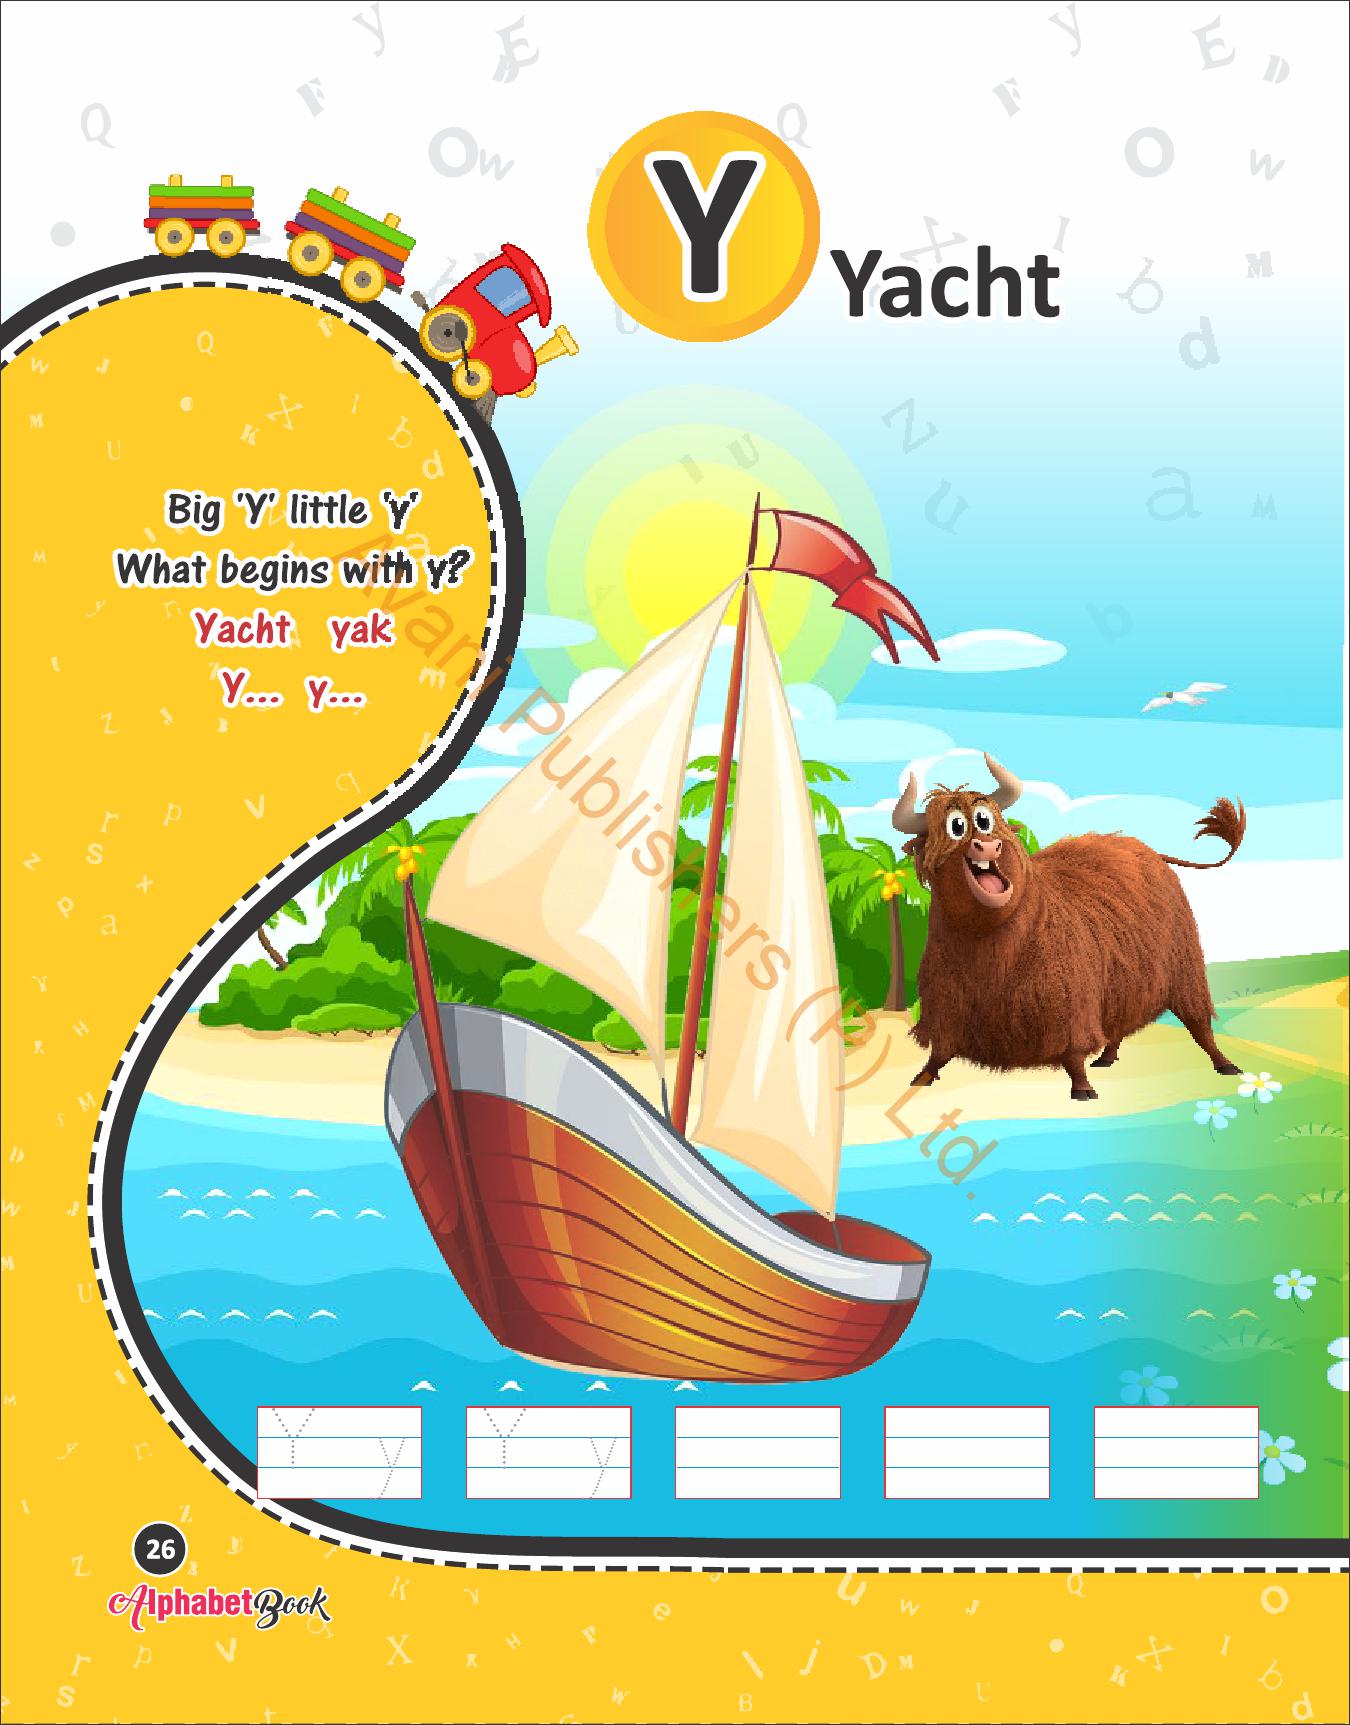 Y
Yacht
Big 'Y' little 'y'
What begins with y?
Yacht yak
Y... y...
Avani Publishers (P) Ltd.
Y y
Y y
26
AlphabetBook